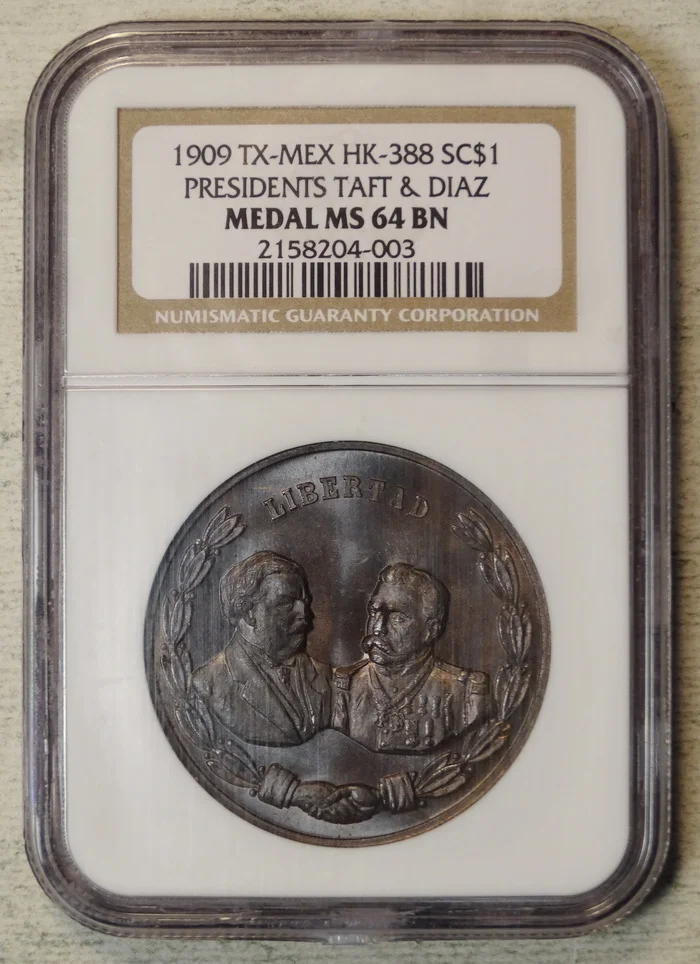 1909 TX-MEX HK-388 SC$1
PRESIDENTS TAFT & DIAZ
MEDAL MS 64 BN
2158204-003
NUMISMATIC GUARANTY CORPORATION
LIBERTAD